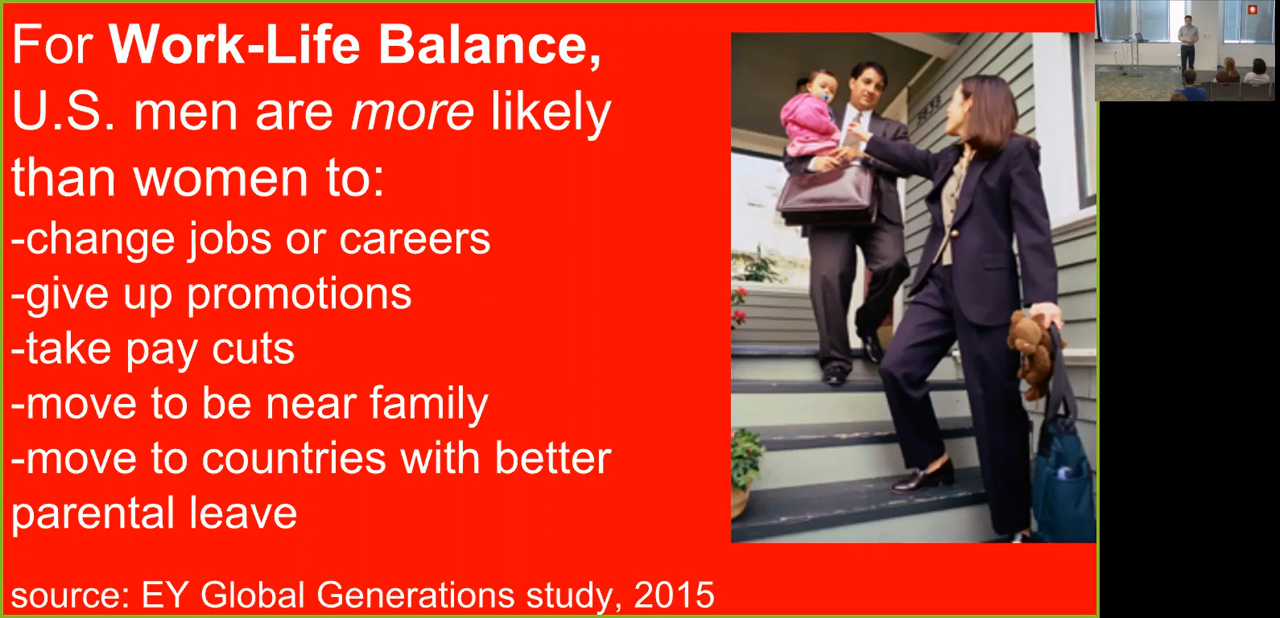 For Work-Life Balance,
U.S. men are more likely
than women to:
-change jobs or careers
-give up promotions
-take pay cuts
-move to be near family
-move to countries with better
parental leave
source: EY Global Generations study, 2015